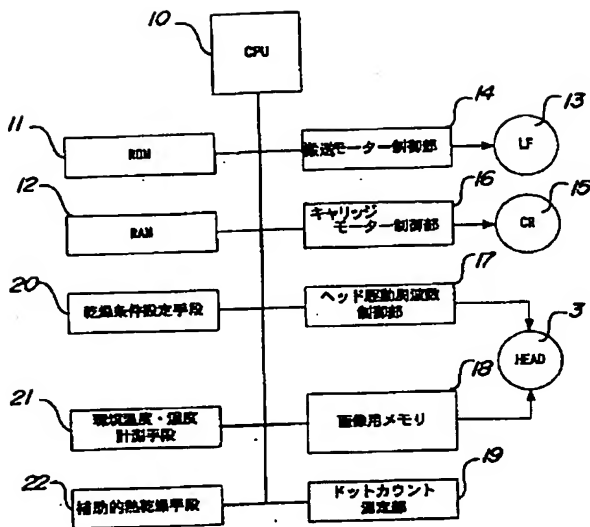 10
CPU
14
13
11
ROM
搬送モーター制御部
LF
12
16
15
RAM
キャリッジ
モーター制御部
CR
20
17
乾燥条件設定手段
ヘッド駆動周波数
制御部
3
HEAD
18
21
環境温度・湿度
計測手段
画像用メモリ
19
22
補助的熱乾燥手段
ドットカウント
測定部